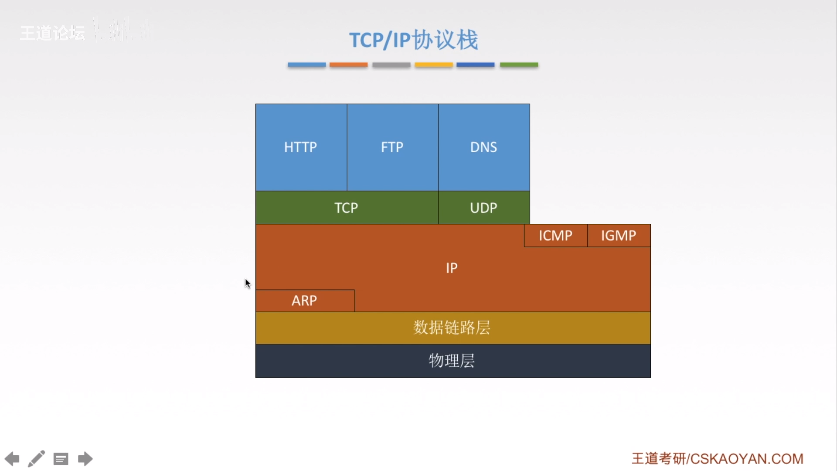 王道论坛
TCP/IP协议栈
HTTP FTP DNS
TCP UDP
ICMP IGMP
IP
ARP
数据链路层
物理层
王道考研/CSKAOYAN.COM